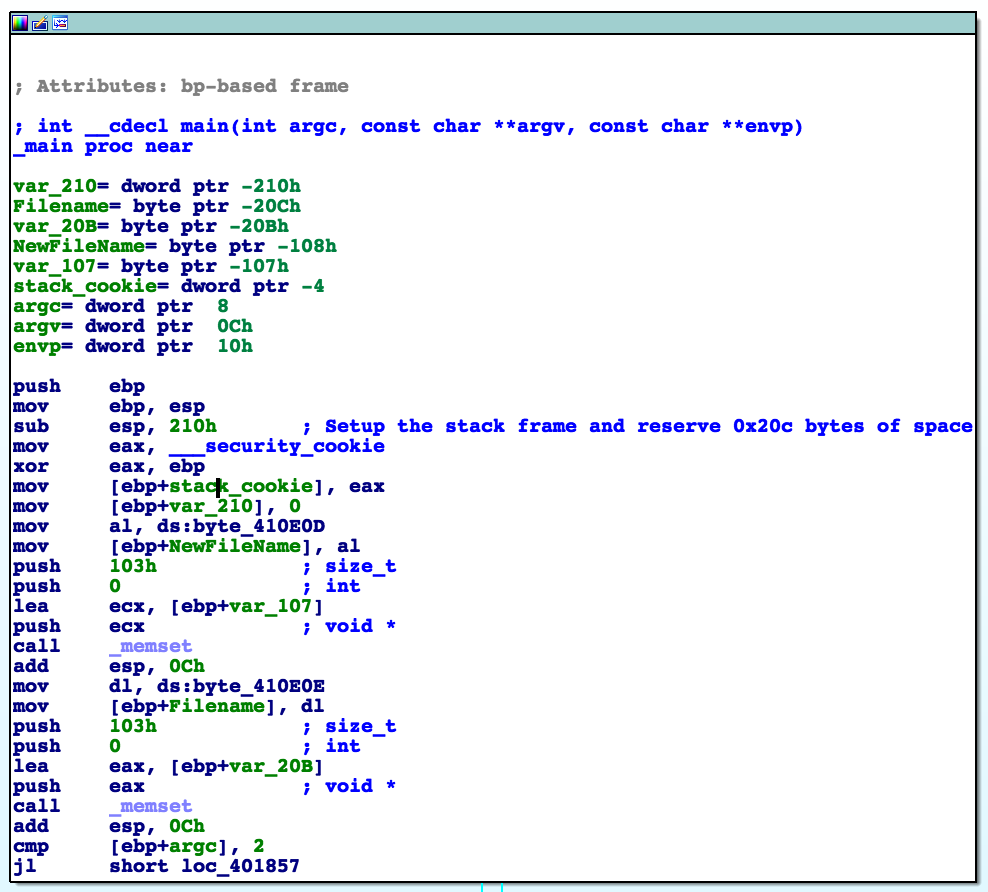 ; Attributes: bp-based frame
; int __cdecl main(int argc, const char **argv, const char **envp)
_main proc near
var_210= dword ptr -210h
Filename= byte ptr -20Ch
var_20B= byte ptr -20Bh
NewFileName= byte ptr -108h
var_107= byte ptr -107h
stack_cookie= dword ptr -4
argc= dword ptr  8
argv= dword ptr  0Ch
envp= dword ptr  10h
push    ebp
mov     ebp, esp
sub     esp, 210h       ; Setup the stack frame and reserve 0x20c bytes of space
mov     eax, ___security_cookie
xor     eax, ebp
mov     [ebp+stack_cookie], eax
mov     [ebp+var_210], 0
mov     al, ds:byte_410E0D
mov     [ebp+NewFileName], al
push    103h            ; size_t
push    0               ; int
lea     ecx, [ebp+var_107]
push    ecx             ; void *
call    _memset
add     esp, 0Ch
mov     dl, ds:byte_410E0E
mov     [ebp+Filename], dl
push    103h            ; size_t
push    0               ; int
lea     eax, [ebp+var_20B]
push    eax             ; void *
call    _memset
add     esp, 0Ch
cmp     [ebp+argc], 2
jl      short loc_401857